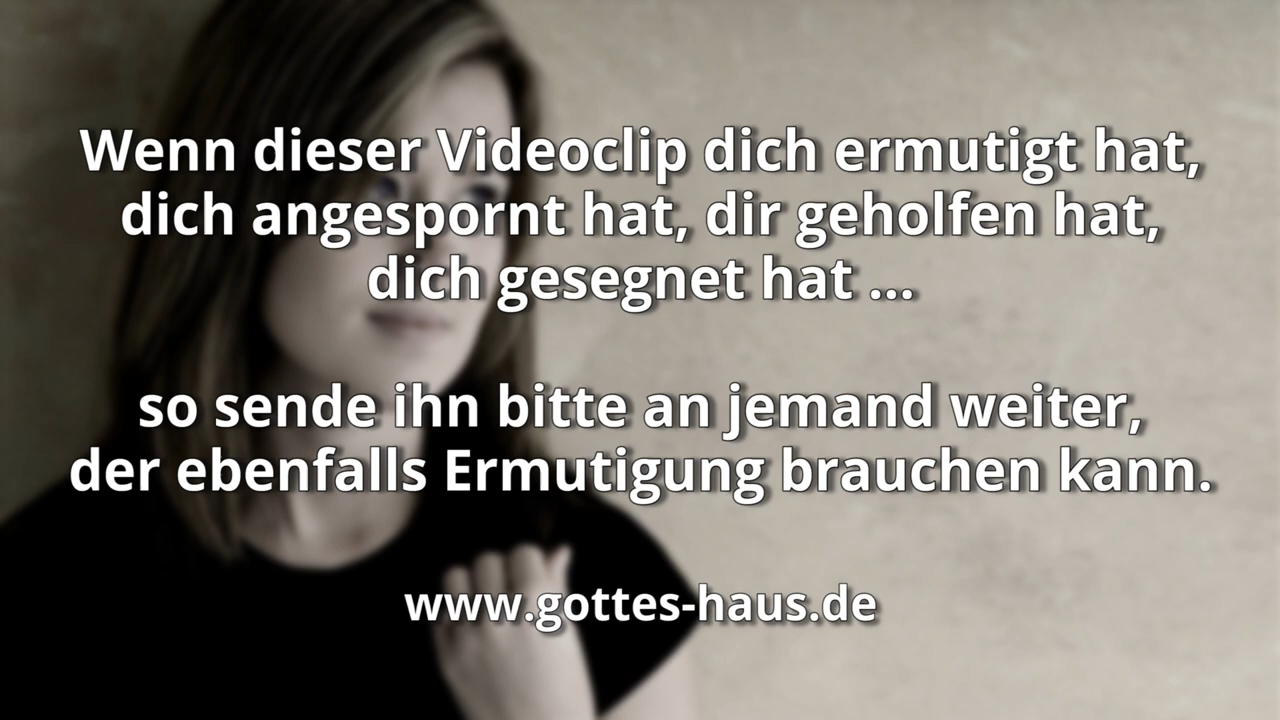 Wenn dieser Videoclip dich ermutigt hat,
dich angespornt hat, dir geholfen hat,
dich gesegnet hat ...
so sende ihn bitte an jemand weiter,
der ebenfalls Ermutigung brauchen kann.
www.gottes-haus.de